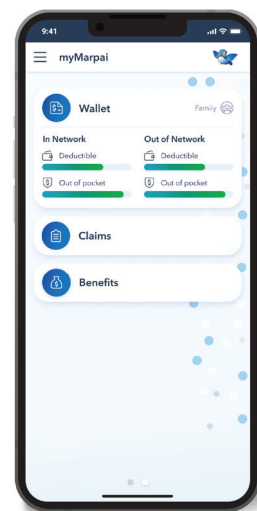 9:41
myMarpai
Wallet
Family
In Network
Out of Network
Deductible
Deductible
Out of pocket
Out of pocket
Claims
Benefits